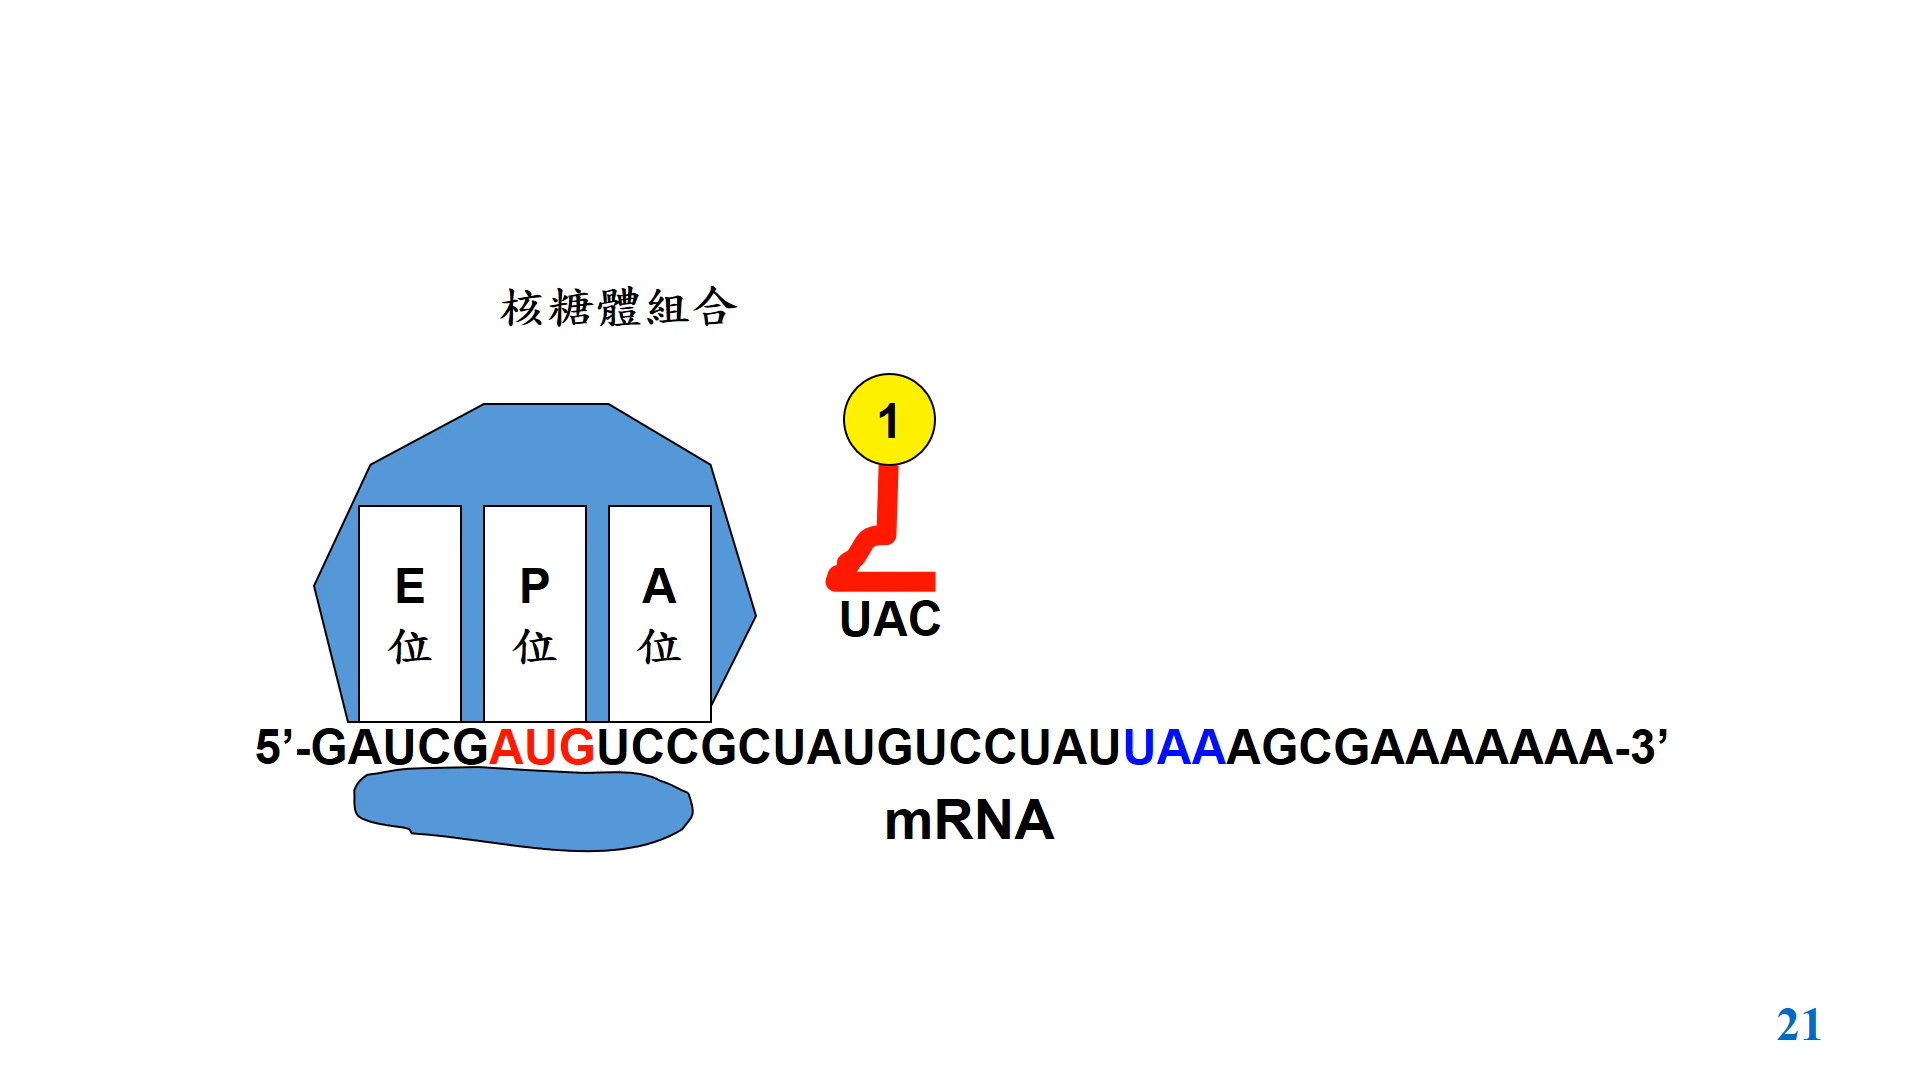 核糖體組合
1
E
位
P
位
A
位
UAC
5’-GAUCGAUGUCCGCUAUGUCCUAUUAAAGCGAAAAAAA-3’
mRNA
21